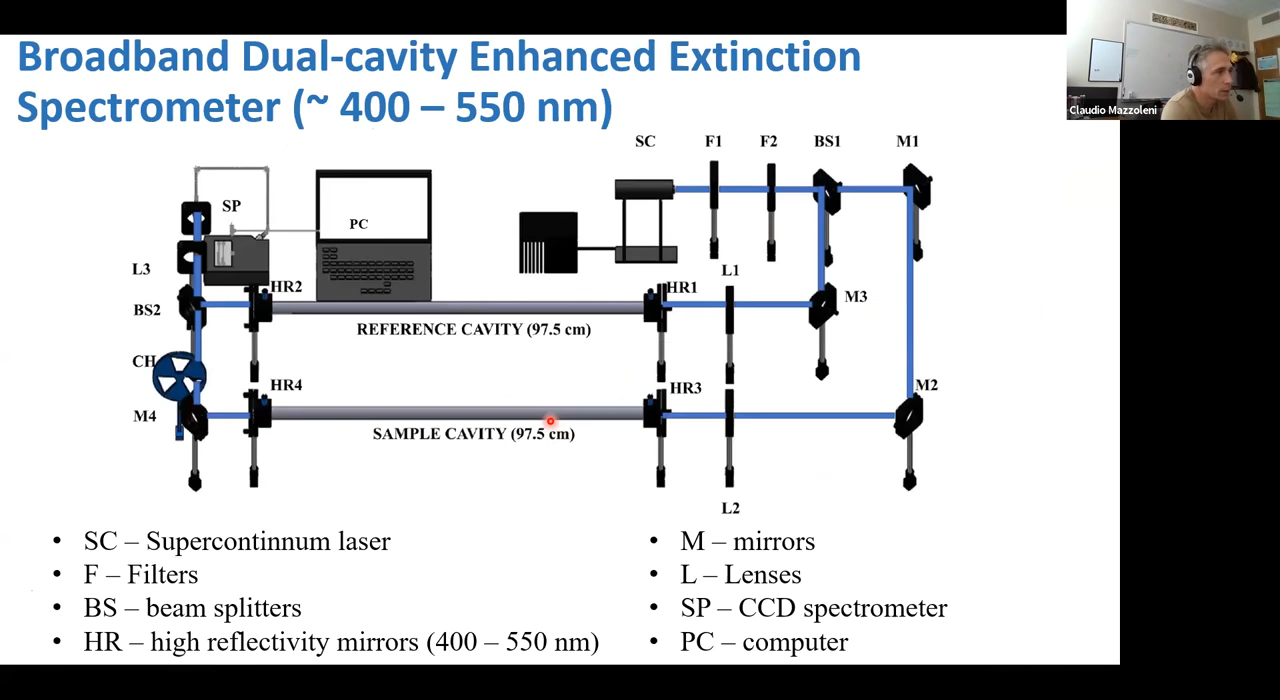 Broadband Dual-cavity Enhanced Extinction
Spectrometer (~ 400 – 550 nm)
Claudio Mazzoleni
SC F1 F2 BS1 M1
SP
PC
L3
L1
HR2
HR1
M3
BS2
REFERENCE CAVITY (97.5 cm)
CH
HR4
HR3
M2
M4
SAMPLE CAVITY (97.5 cm)
L2
• SC – Supercontinnum laser
• F – Filters
• BS – beam splitters
• HR – high reflectivity mirrors (400 – 550 nm)
• M – mirrors
• L – Lenses
• SP – CCD spectrometer
• PC – computer